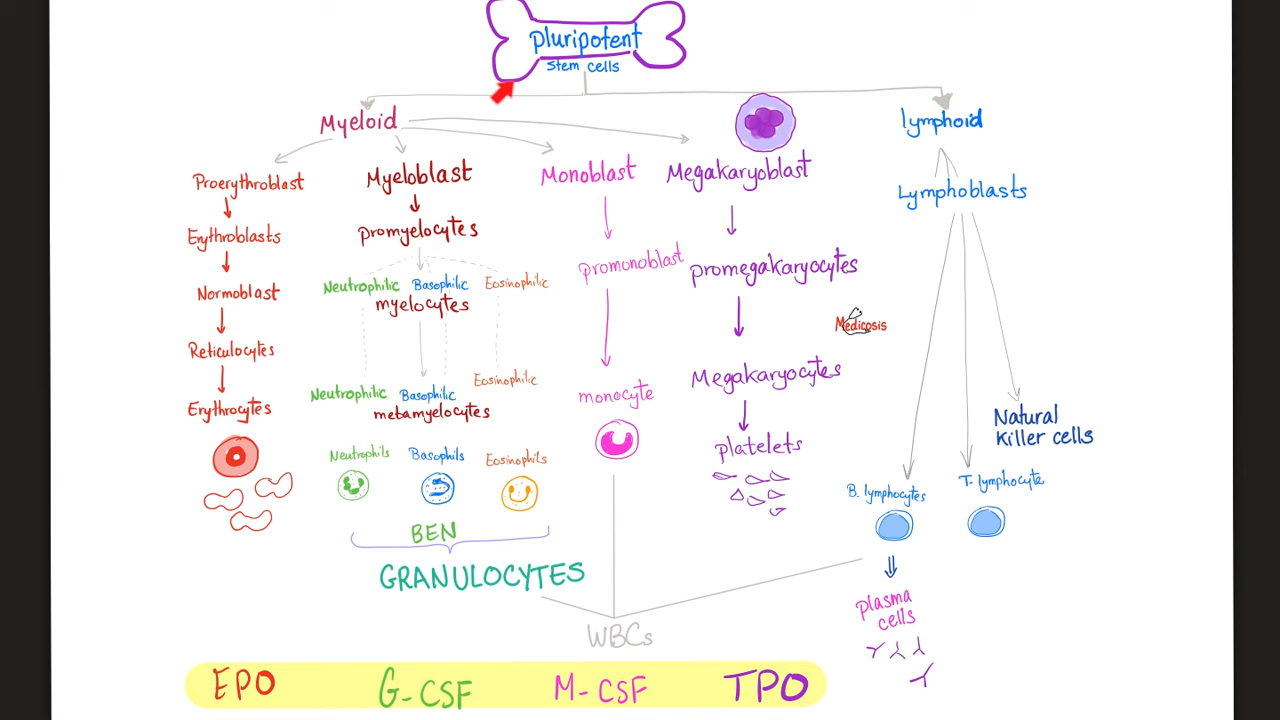 pluripotent
Stem cells
Myeloid
lymphoid
Proerythroblast
Myeloblast
Monoblast
Megakaryoblast
Lymphoblasts
Erythroblasts
promyelocytes
promonoblast
promegakaryocytes
Normoblast
Neutrophilic Basophilic Eosinophilic
myelocytes
Medicosis
Reticulocytes
Megakaryocytes
Erythrocytes
Neutrophilic Basophilic Eosinophilic
metamyelocytes
monocyte
Natural
Killer cells
platelets
Neutrophils Basophils Eosinophils
B. lymphocytes
T. lymphocyte
BEN
GRANULOCYTES
plasma
cells
WBCs
EPO G-CSF M-CSF TPO